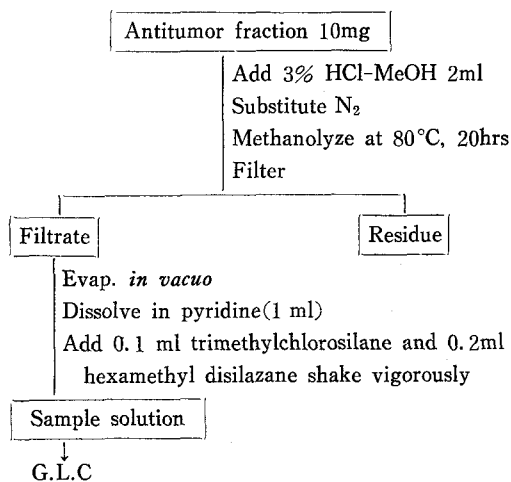 Antitumor fraction 10mg
Add 3% HCl-MeOH 2ml
Substitute N₂
Methanolyze at 80°C, 20hrs
Filter
Filtrate
Residue
Evap. in vacuo
Dissolve in pyridine(1 ml)
Add 0.1 ml trimethylchlorosilane and 0.2ml
hexamethyl disilazane shake vigorously
Sample solution
G.L.C